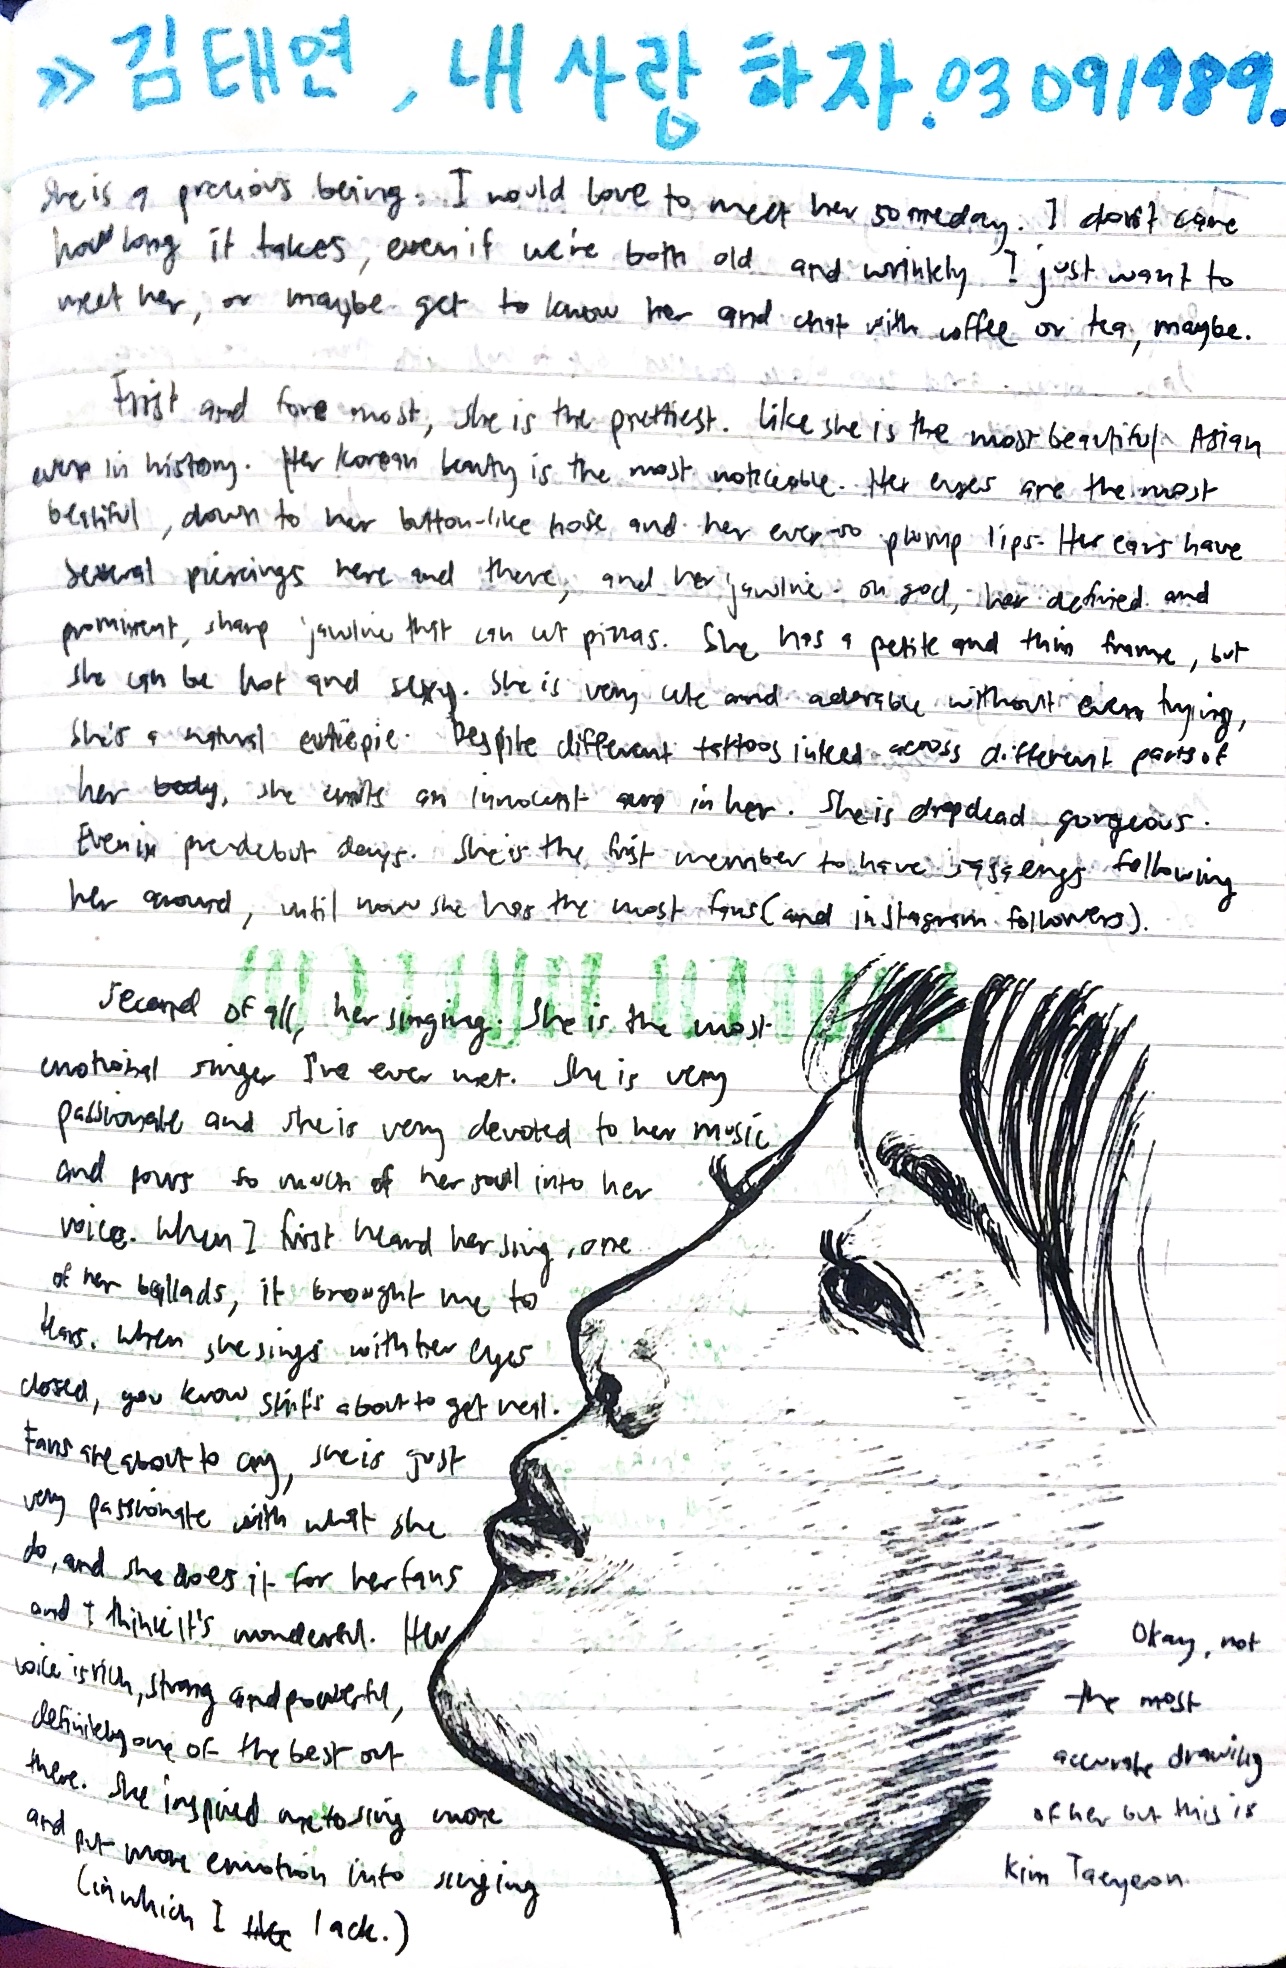 >> 김태연, 내 사랑 하자. 03091989.
She is a precious being. I would love to meet her someday. I don't care
how long it takes, even if we're both old and wrinkly I just want to
meet her, or maybe get to know her and chat with coffee or tea, maybe.
First and fore most, she is the prettiest. Like she is the most beautiful Asian
ever in history. Her Korean beauty is the most noticeable. Her eyes are the most
beatiful, down to her button-like nose and her ever-so plump lips. Her ears have
several piercings here and there, and her jawline. oh god, her defined and
prominent, sharp jawline that can cut pizzas. She has a petite and thin frame, but
she can be hot and sexy. She is very cute and adorable without even trying,
she's a natural cutiepie. Despite different tattoos inked across different parts of
her body, she emits an innocent aura in her. She is dropdead gorgeous.
Even in pre-debut days. She is the first member to have sasaengs following
her around, until now she has the most fans (and instagram followers).
Second of all, her singing. She is the most
emotional singer I've ever met. She is very
passionate and she is very devoted to her music
and pours so much of her soul into her
voice. When I first heard her sing, one
of her ballads, it brought me to
tears. When she sings with her eyes
closed, you know shit's about to get real.
Fans are about to cry, she is just
very passionate with what she
do, and she does it for her fans
and I think it's wonderful. Her
voice is rich, strong and powerful,
definitely one of the best out
there. She inspired me to sing more
and put more emotion into singing
(in which I lack.)
Okay, not
the most
accurate drawing
of her but this is
Kim Taeyeon